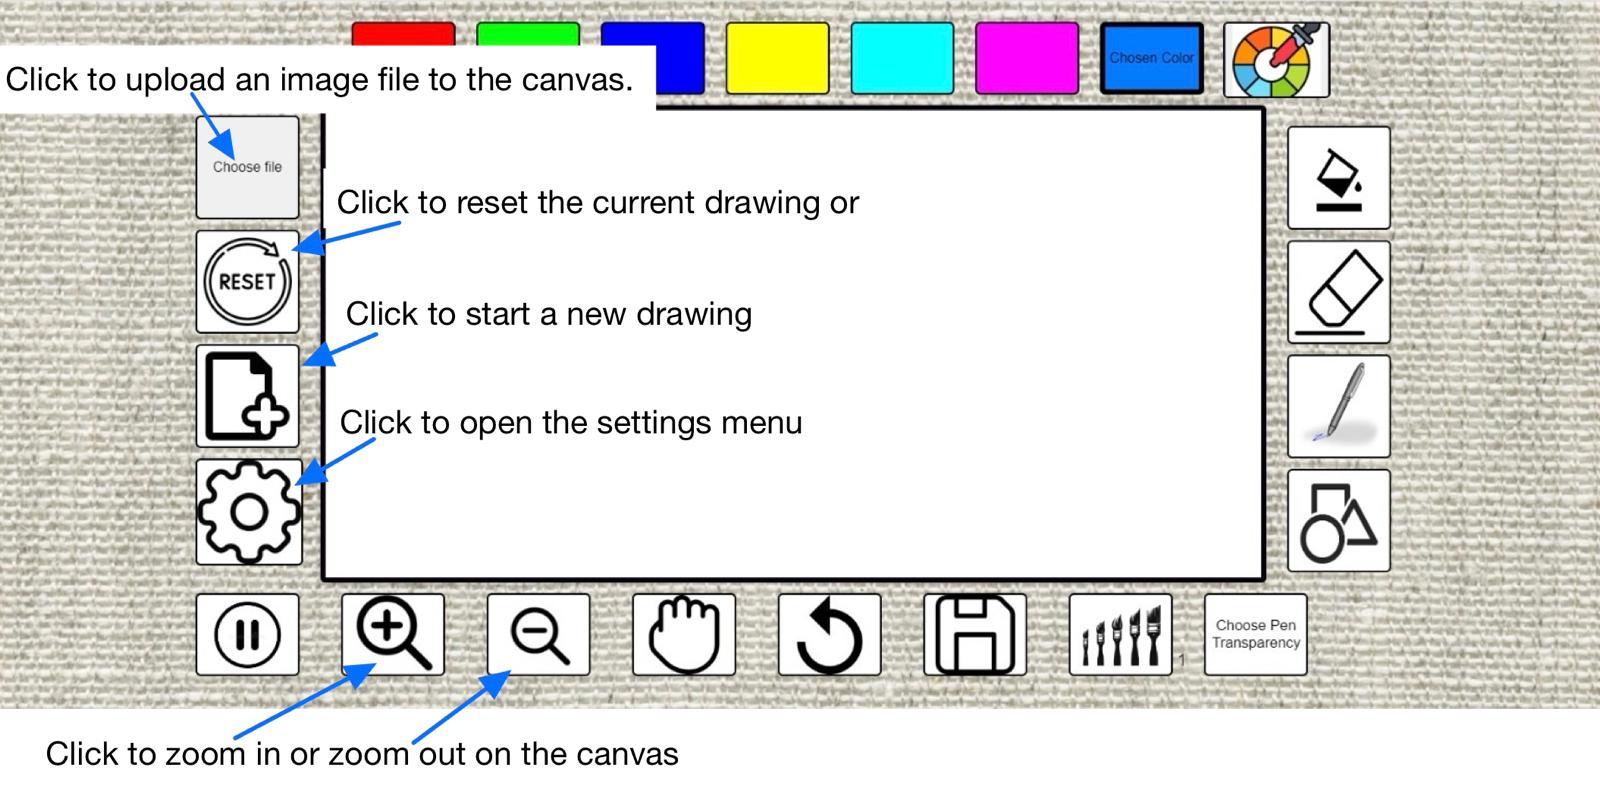 Chosen Color
Click to upload an image file to the canvas.
Choose file
Click to reset the current drawing or
RESET
Click to start a new drawing
Click to open the settings menu
1
Choose Pen
Transparency
Click to zoom in or zoom out on the canvas